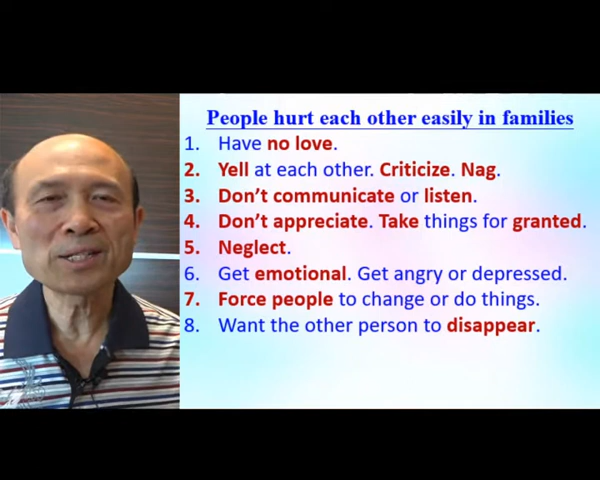 People hurt each other easily in families
1. Have no love.
2. Yell at each other. Criticize. Nag.
3. Don't communicate or listen.
4. Don't appreciate. Take things for granted.
5. Neglect.
6. Get emotional. Get angry or depressed.
7. Force people to change or do things.
8. Want the other person to disappear.